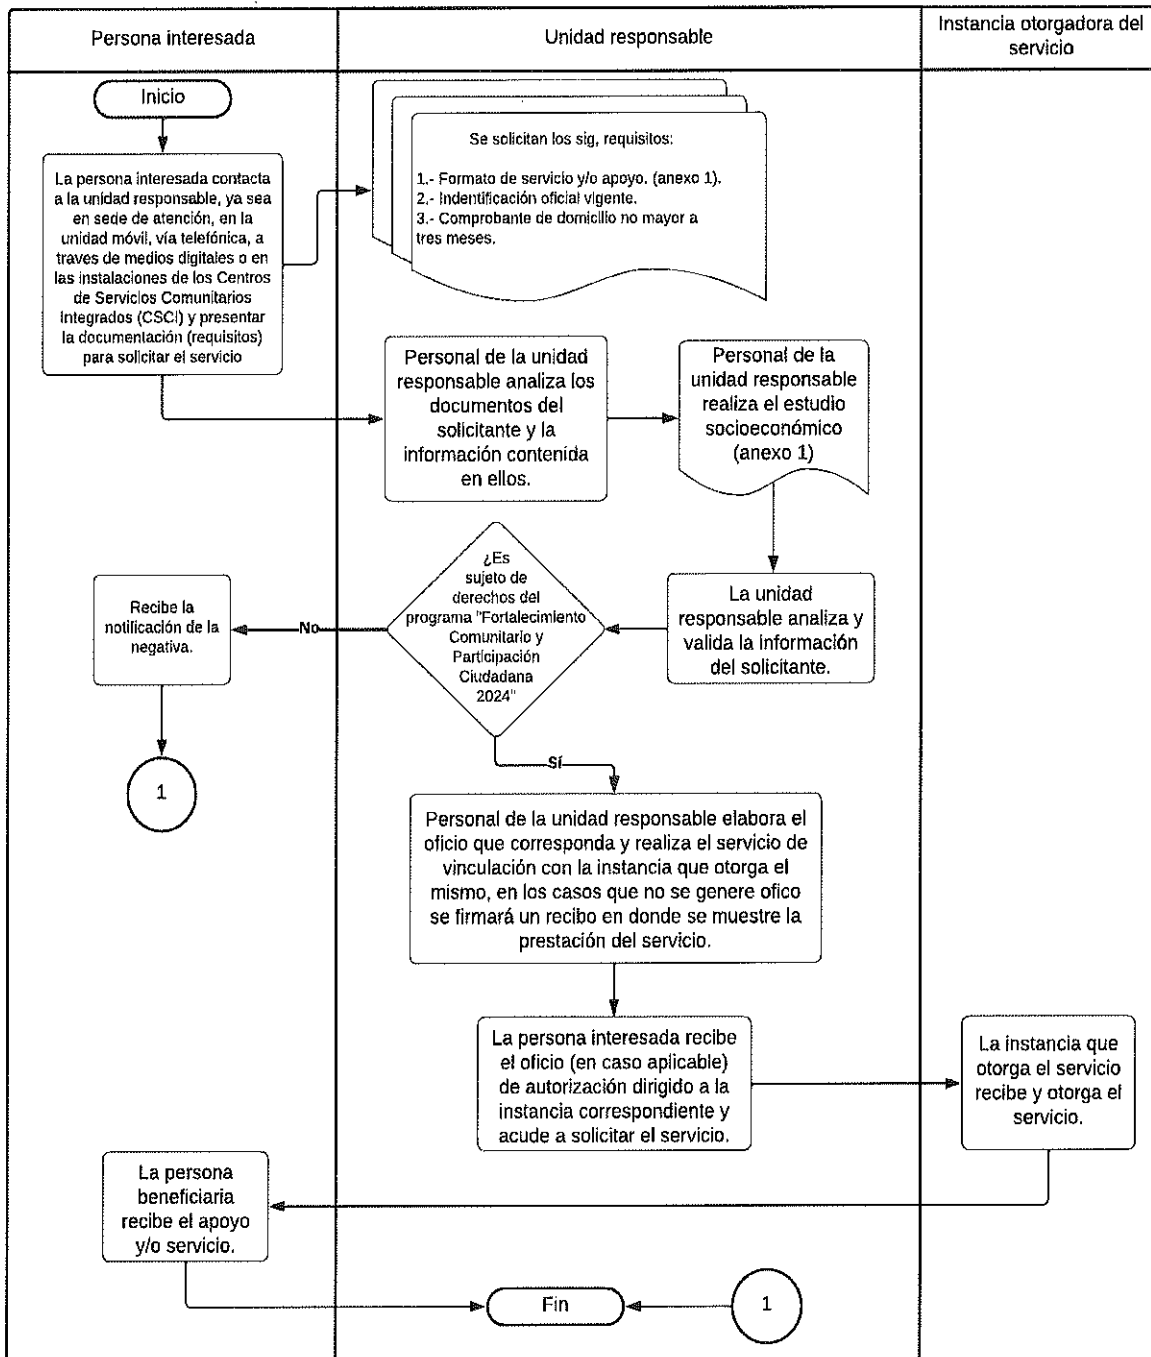 Persona interesada
Unidad responsable
Instancia otorgadora del
servicio
Inicio
La persona interesada contacta
a la unidad responsable, ya sea
en sede de atención, en la
unidad móvil, vía telefónica, a
traves de medios digitales o en
las instalaciones de los Centros
de Servicios Comunitarios
Integrados (CSCI) y presentar
la documentación (requisitos)
para solicitar el servicio
Se solicitan los sig, requisitos:
1.- Formato de servicio y/o apoyo. (anexo 1).
2.- Indentificación oficial vigente.
3.- Comprobante de domicilio no mayor a
tres meses.
Personal de la unidad
responsable analiza los
documentos del
solicitante y la
información contenida
en ellos.
Personal de la
unidad responsable
realiza el estudio
socioeconómico
(anexo 1)
La unidad
responsable analiza y
valida la información
del solicitante.
¿Es
sujeto de
derechos del
programa "Fortalecimiento
Comunitario y
Participación
Ciudadana
2024"
No
Recibe la
notificación de la
negativa.
1
Sí
Personal de la unidad responsable elabora el
oficio que corresponda y realiza el servicio de
vinculación con la instancia que otorga el
mismo, en los casos que no se genere ofico
se firmará un recibo en donde se muestre la
prestación del servicio.
La persona interesada recibe
el oficio (en caso aplicable)
de autorización dirigido a la
instancia correspondiente y
acude a solicitar el servicio.
La instancia que
otorga el servicio
recibe y otorga el
servicio.
La persona
beneficiaria
recibe el apoyo
y/o servicio.
Fin
1